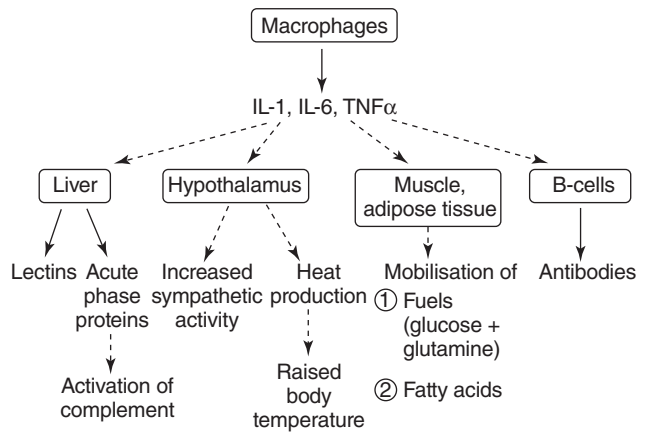 Macrophages
IL-1, IL-6, TNFα
Liver
Hypothalamus
Muscle,
adipose tissue
B-cells
Lectins
Acute
phase
proteins
Increased
sympathetic
activity
Heat
production
Mobilisation of
① Fuels
(glucose +
glutamine)
② Fatty acids
Antibodies
Activation of
complement
Raised
body
temperature